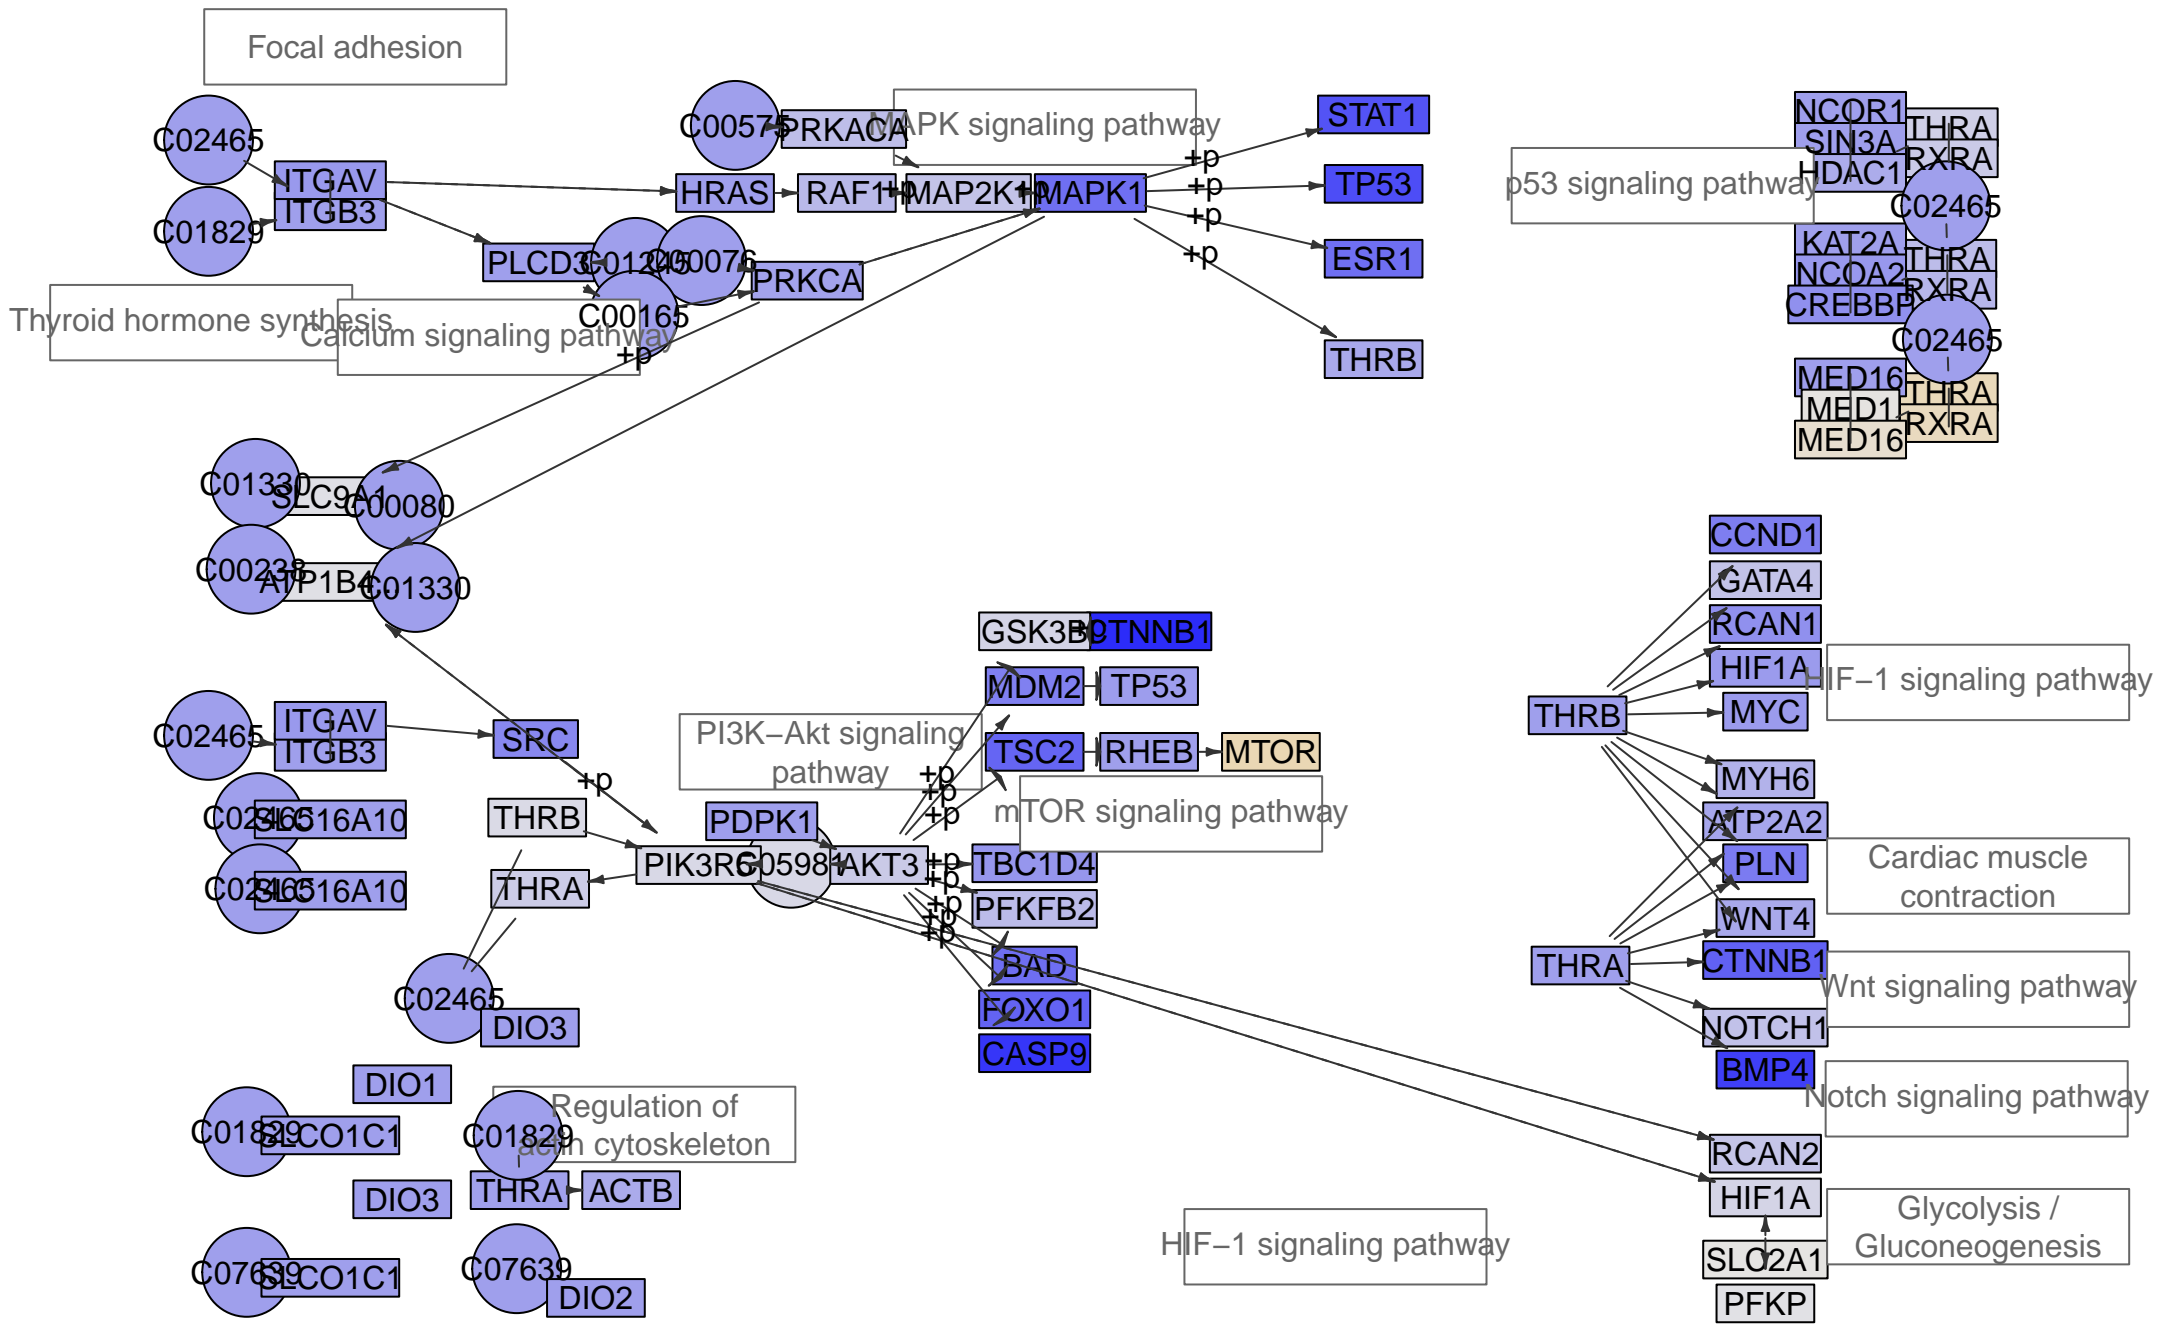 Focal adhesion
C02465
C01829
ITGAV
ITGB3
C00575
PRKACA
MAPK signaling pathway
HRAS
RAF1
+p
MAP2K1
+p
MAPK1
+p
+p
+p
+p
STAT1
TP53
ESR1
THRB
PLCD3
C01245
C00076
C00165
PRKCA
Thyroid hormone synthesis
Calcium signaling pathway
+p
p53 signaling pathway
NCOR1
SIN3A
HDAC1
THRA
RXRA
C02465
KAT2A
NCOA2
CREBBP
THRA
RXRA
C02465
MED16
MED1
MED16
THRA
RXRA
C01330
SLC9A1
C00080
C00238
ATP1B4
C01330
C02465
ITGAV
ITGB3
SRC
+p
C02465
SLC16A10
C02465
SLC16A10
THRB
THRA
C02465
DIO3
PI3K–Akt signaling
pathway
PDPK1
PIK3R5
C05981
AKT3
GSK3B
+p
CTNNB1
MDM2
TP53
TSC2
RHEB
MTOR
mTOR signaling pathway
+p
+p
+p
+p
+p
+p
+p
+p
TBC1D4
PFKFB2
BAD
FOXO1
CASP9
DIO1
C01829
SLCO1C1
DIO3
C07639
SLCO1C1
Regulation of
actin cytoskeleton
C01829
THRA
ACTB
C07639
DIO2
HIF–1 signaling pathway
CCND1
GATA4
RCAN1
HIF1A
MYC
HIF–1 signaling pathway
THRB
MYH6
ATP2A2
PLN
WNT4
Cardiac muscle
contraction
THRA
CTNNB1
Wnt signaling pathway
NOTCH1
BMP4
Notch signaling pathway
RCAN2
HIF1A
SLC2A1
PFKP
Glycolysis /
Gluconeogenesis